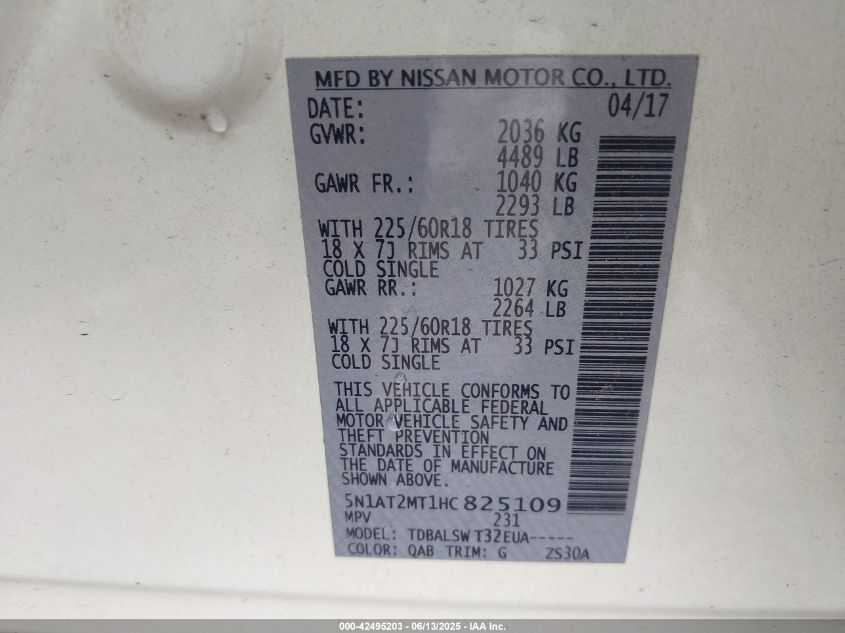 MFD BY NISSAN MOTOR CO., LTD.
DATE: 04/17
GVWR: 2036 KG
4489 LB
GAWR FR.: 1040 KG
2293 LB
WITH 225/60R18 TIRES
18 X 7J RIMS AT 33 PSI
COLD SINGLE
GAWR RR.: 1027 KG
2264 LB
WITH 225/60R18 TIRES
18 X 7J RIMS AT 33 PSI
COLD SINGLE
THIS VEHICLE CONFORMS TO
ALL APPLICABLE FEDERAL
MOTOR VEHICLE SAFETY AND
THEFT PREVENTION
STANDARDS IN EFFECT ON
THE DATE OF MANUFACTURE
SHOWN ABOVE.
5N1AT2MT1HC825109
MPV 231
MODEL: TDBALSW T32EUA-----
COLOR: QAB TRIM: G ZS30A
000-42495203 - 06/13/2025 - IAA Inc.